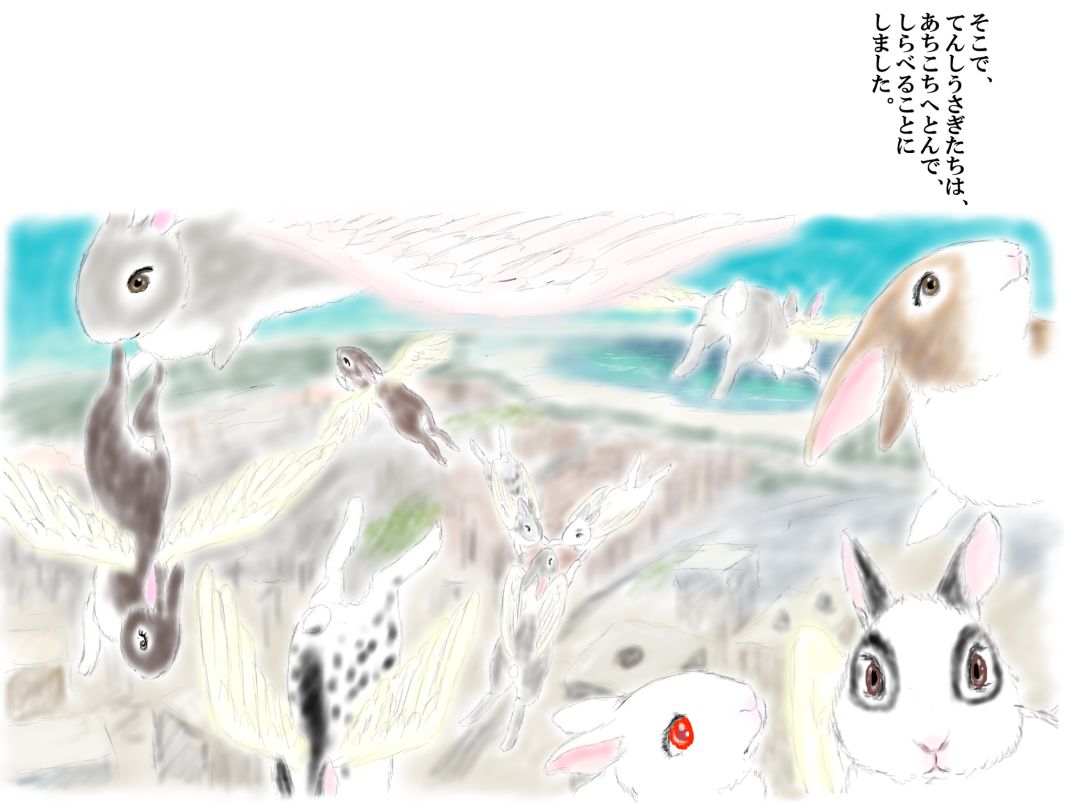 そこで、
てんしうさぎたちは、
あちこちへとんで、
しらべることに
しました。